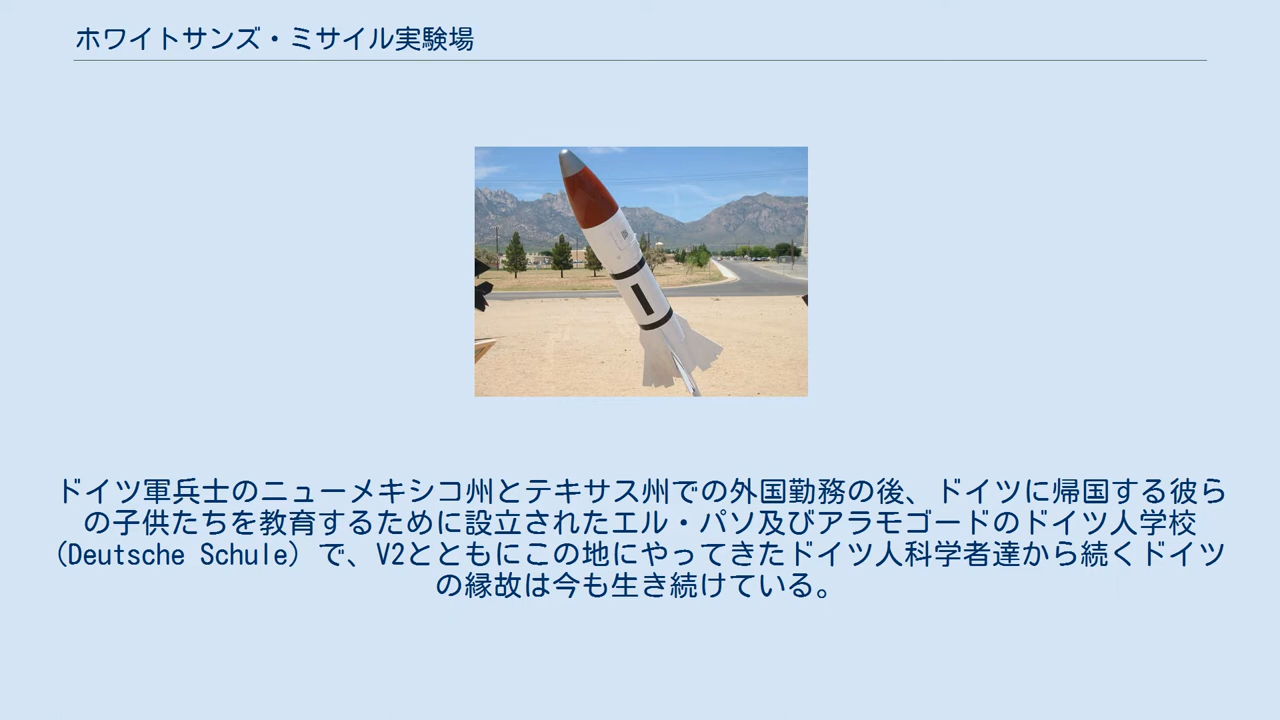 ホワイトサンズ・ミサイル実験場
ドイツ軍兵士のニューメキシコ州とテキサス州での外国勤務の後、ドイツに帰国する彼ら
の子供たちを教育するために設立されたエル・パソ及びアラモゴードのドイツ人学校
（Deutsche Schule）で、V2とともにこの地にやってきたドイツ人科学者達から続くドイツ
の縁故は今も生き続けている。